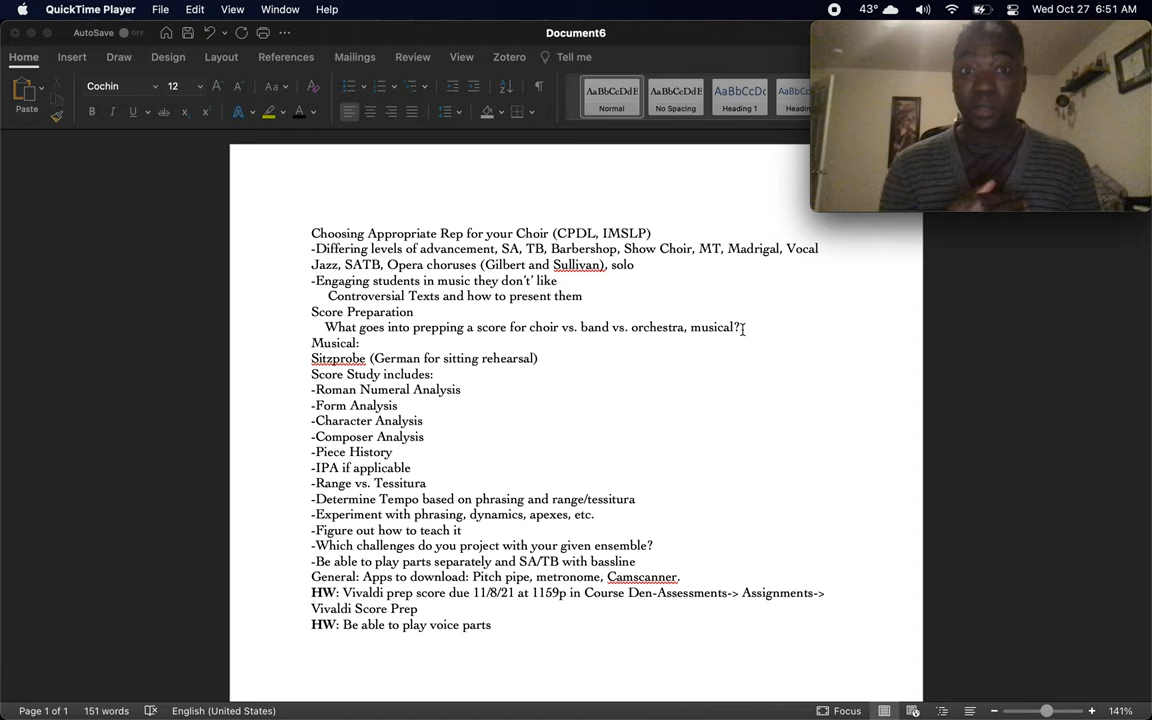 QuickTime Player File Edit View Window Help 43° Wed Oct 27 6:51 AM
AutoSave OFF Document6
Home Insert Draw Design Layout References Mailings Review View Zotero Tell me
Paste Cochin 12 A A Aa A
AaBbCcDdE AaBbCcDc AaBbCcDd AaBbCcDd
B I U ab x x A A Normal No Spacing Heading 1 Headin
Choosing Appropriate Rep for your Choir (CPDL, IMSLP)
-Differing levels of advancement, SA, TB, Barbershop, Show Choir, MT, Madrigal, Vocal
Jazz, SATB, Opera choruses (Gilbert and Sullivan), solo
-Engaging students in music they don't' like
Controversial Texts and how to present them
Score Preparation
What goes into prepping a score for choir vs. band vs. orchestra, musical?
Musical:
Sitzprobe (German for sitting rehearsal)
Score Study includes:
-Roman Numeral Analysis
-Form Analysis
-Character Analysis
-Composer Analysis
-Piece History
-IPA if applicable
-Range vs. Tessitura
-Determine Tempo based on phrasing and range/tessitura
-Experiment with phrasing, dynamics, apexes, etc.
-Figure out how to teach it
-Which challenges do you project with your given ensemble?
-Be able to play parts separately and SA/TB with bassline
General: Apps to download: Pitch pipe, metronome, Camscanner.
HW: Vivaldi prep score due 11/8/21 at 1159p in Course Den-Assessments-> Assignments->
Vivaldi Score Prep
HW: Be able to play voice parts
Page 1 of 1 151 words English (United States) Focus 141%